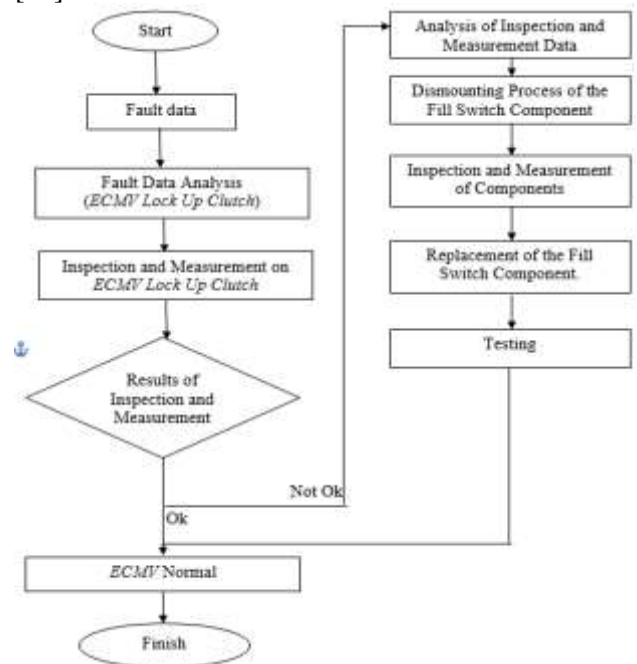 Start
Fault data
Fault Data Analysis
(ECMV Lock Up Clutch)
Inspection and Measurement on
ECMV Lock Up Clutch
Results of
Inspection and
Measurement
Not Ok
Ok
ECMV Normal
Finish
Analysis of Inspection and
Measurement Data
Dismounting Process of the
Fill Switch Component
Inspection and Measurement
of Components
Replacement of the Fill
Switch Component.
Testing